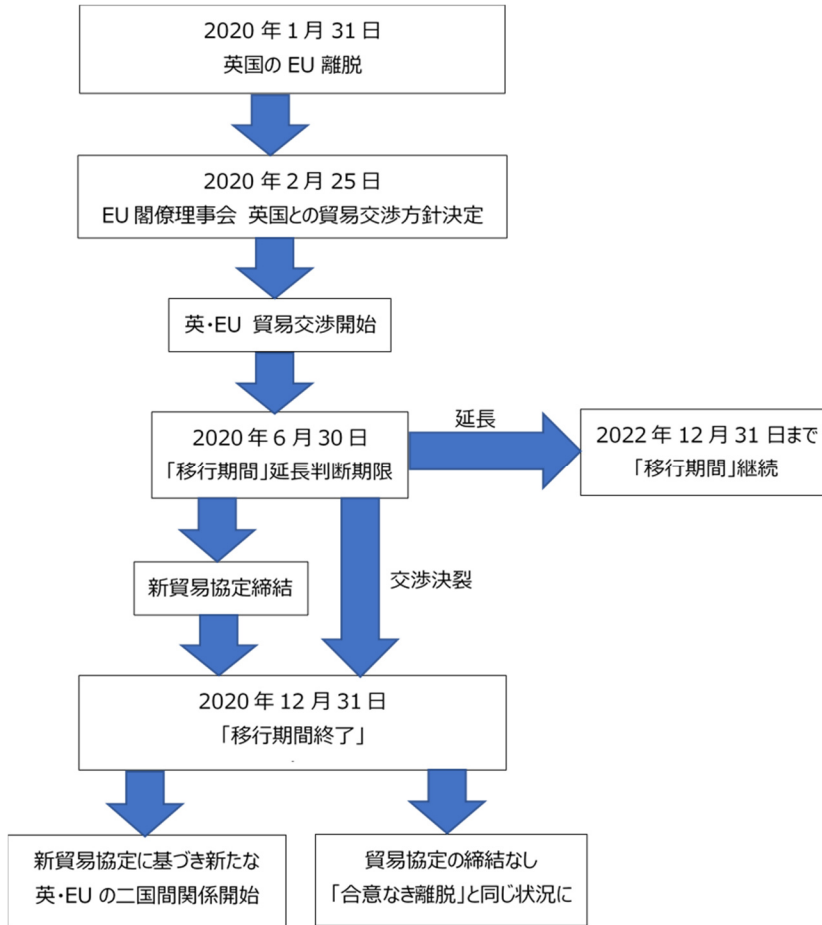 2020 年 1 月 31 日
英国の EU 離脱
2020 年 2 月 25 日
EU 閣僚理事会 英国との貿易交渉方針決定
英・EU 貿易交渉開始
2020 年 6 月 30 日
「移行期間」延長判断期限
延長
2022 年 12 月 31 日まで
「移行期間」継続
新貿易協定締結
交渉決裂
2020 年 12 月 31 日
「移行期間終了」
新貿易協定に基づき新たな
英・EU の二国間関係開始
貿易協定の締結なし
「合意なき離脱」と同じ状況に